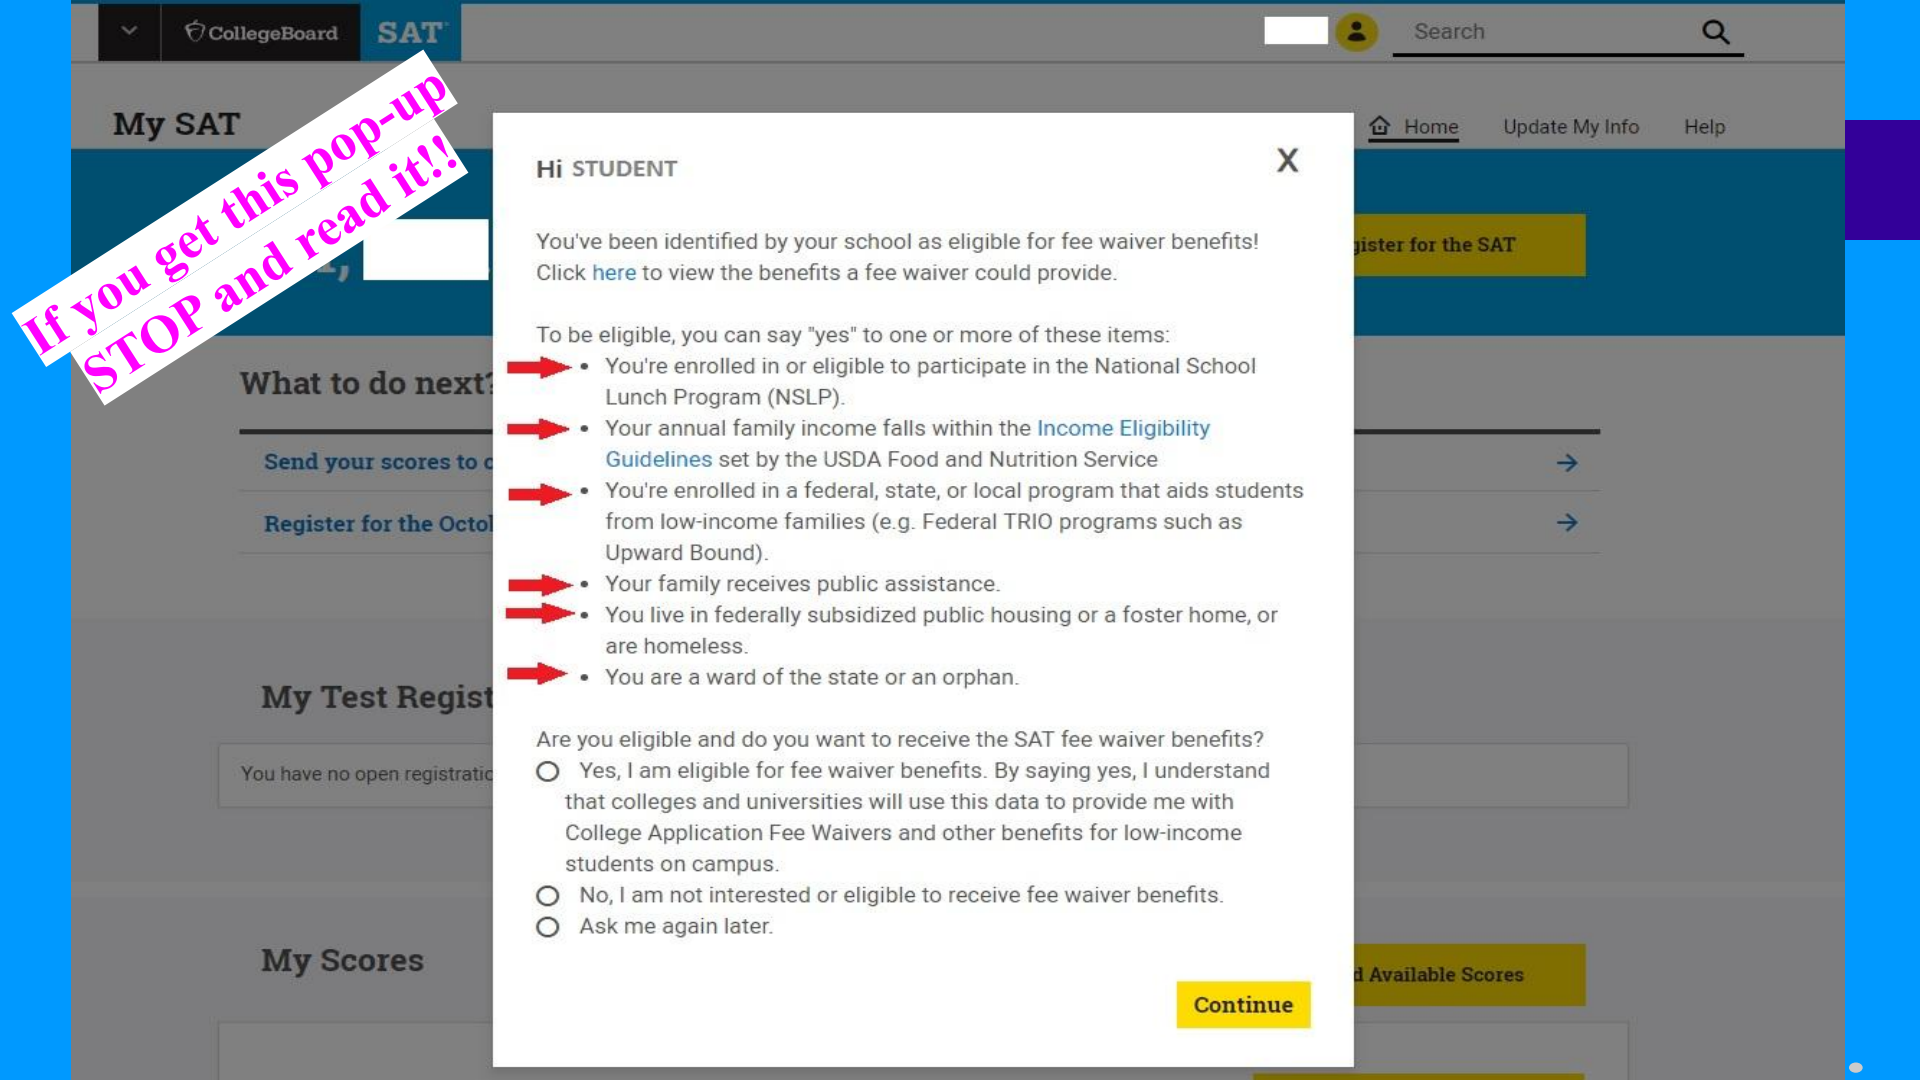 CollegeBoard SAT
Search
My SAT
Home Update My Info Help
If you get this pop-up
STOP and read it!!
Hi STUDENT X
You've been identified by your school as eligible for fee waiver benefits!
Click here to view the benefits a fee waiver could provide.
To be eligible, you can say "yes" to one or more of these items:
• You're enrolled in or eligible to participate in the National School
Lunch Program (NSLP).
• Your annual family income falls within the Income Eligibility
Guidelines set by the USDA Food and Nutrition Service
• You're enrolled in a federal, state, or local program that aids students
from low-income families (e.g. Federal TRIO programs such as
Upward Bound).
• Your family receives public assistance.
• You live in federally subsidized public housing or a foster home, or
are homeless.
• You are a ward of the state or an orphan.
Are you eligible and do you want to receive the SAT fee waiver benefits?
Yes, I am eligible for fee waiver benefits. By saying yes, I understand
that colleges and universities will use this data to provide me with
College Application Fee Waivers and other benefits for low-income
students on campus.
No, I am not interested or eligible to receive fee waiver benefits.
Ask me again later.
Continue
for the SAT
What to do next?
Send your scores to
Register for the
My Test
You have no open
My Scores
Available Scores